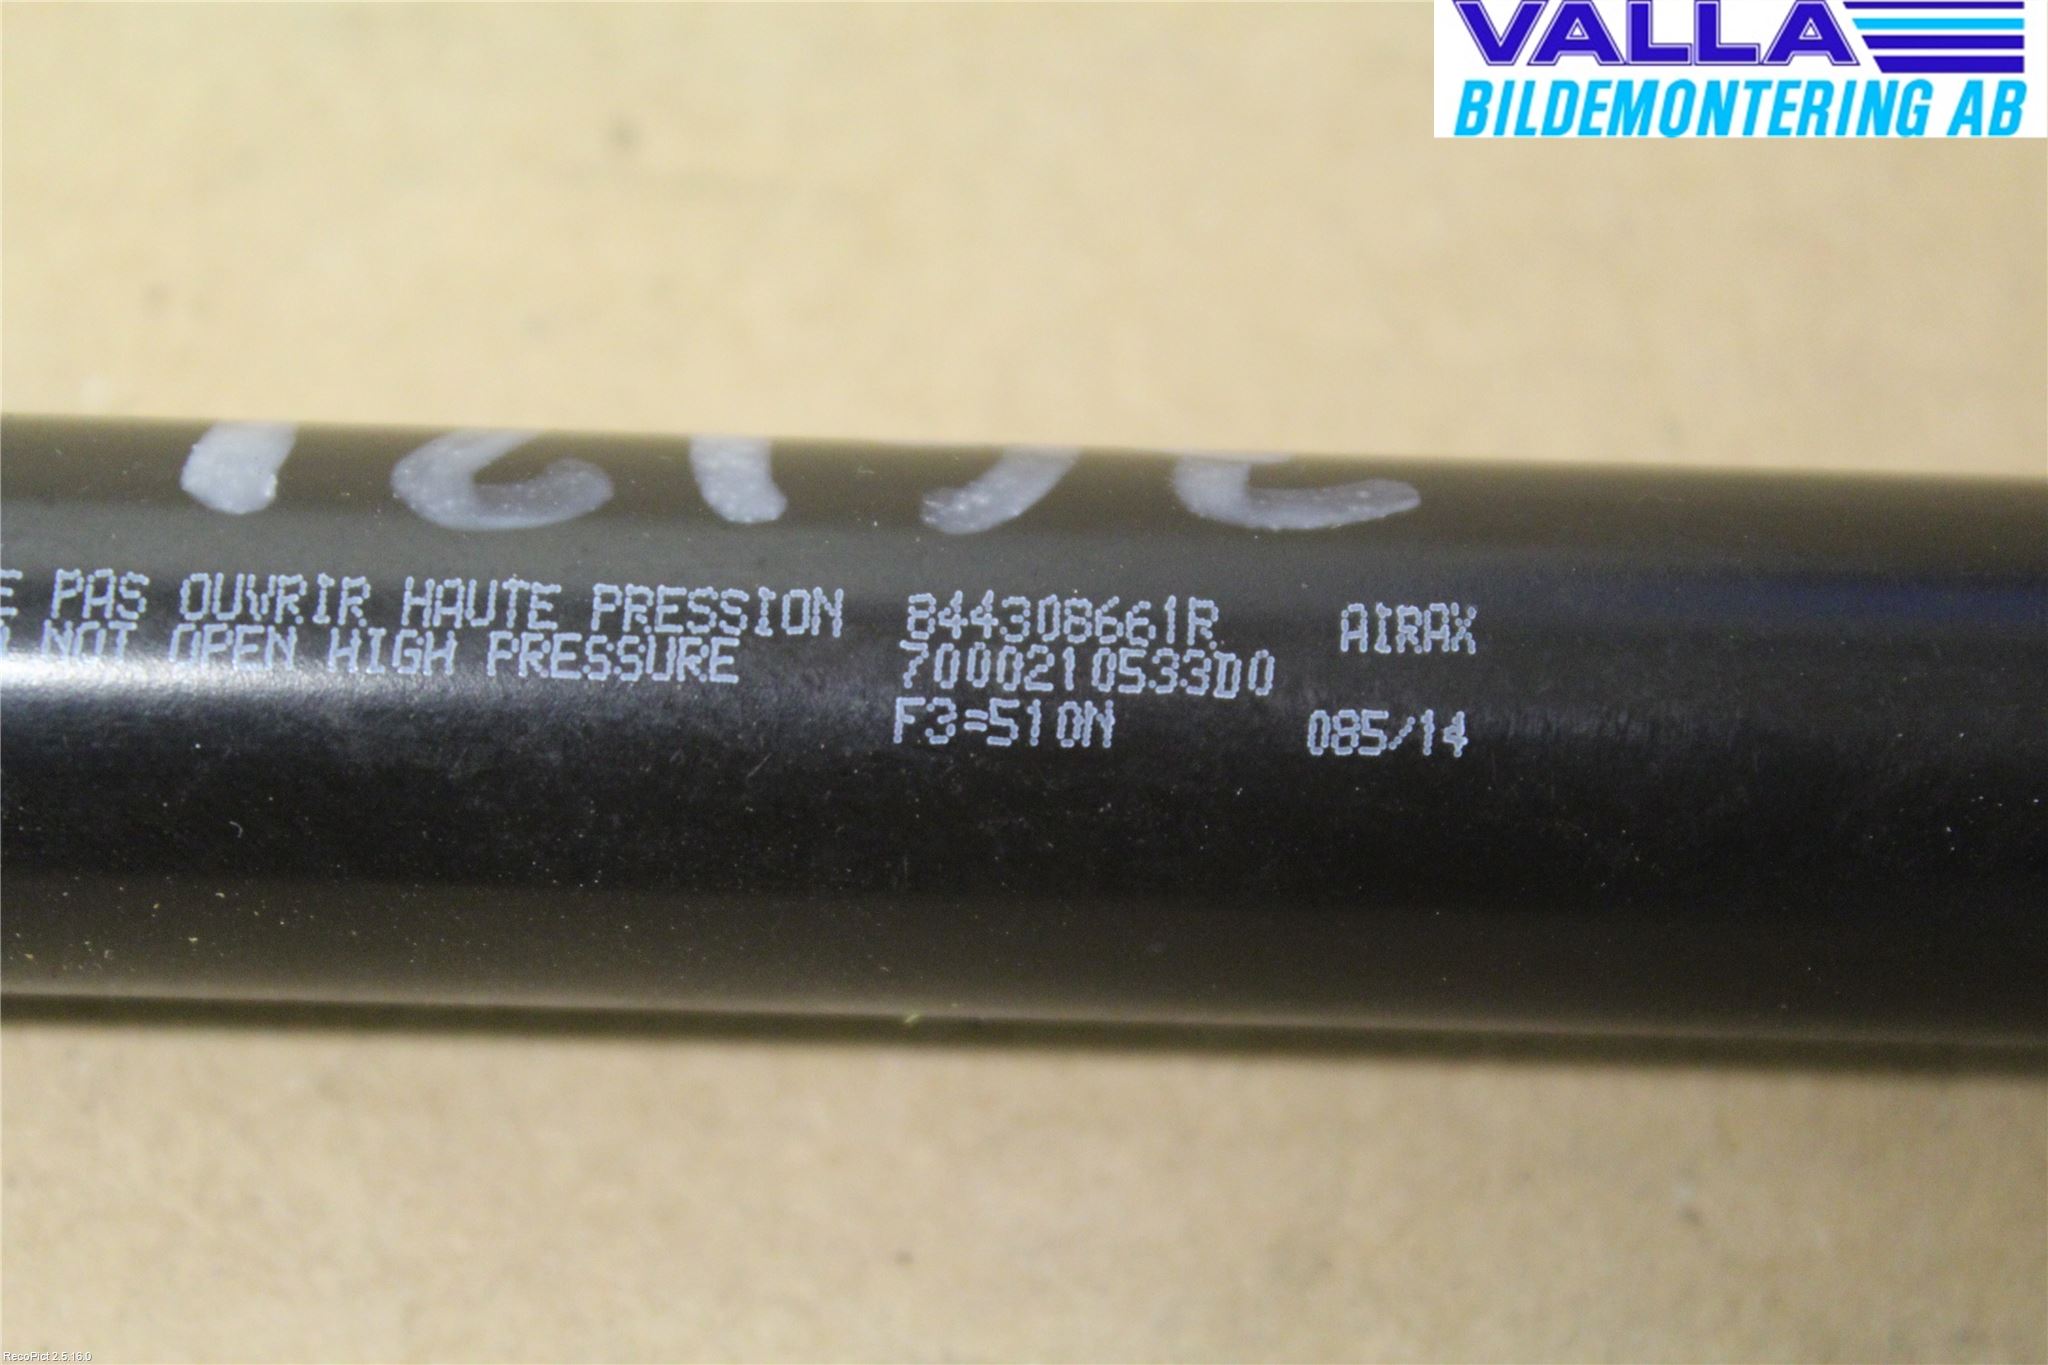 VALLA
BILDEMONTERING AB
PAS OUVRIR HAUTE PRESSION 844308661R AIRAX
NOT OPEN HIGH PRESSURE 7000210533D0
F3=510N 085/14
RecoPict 2.5.16.0